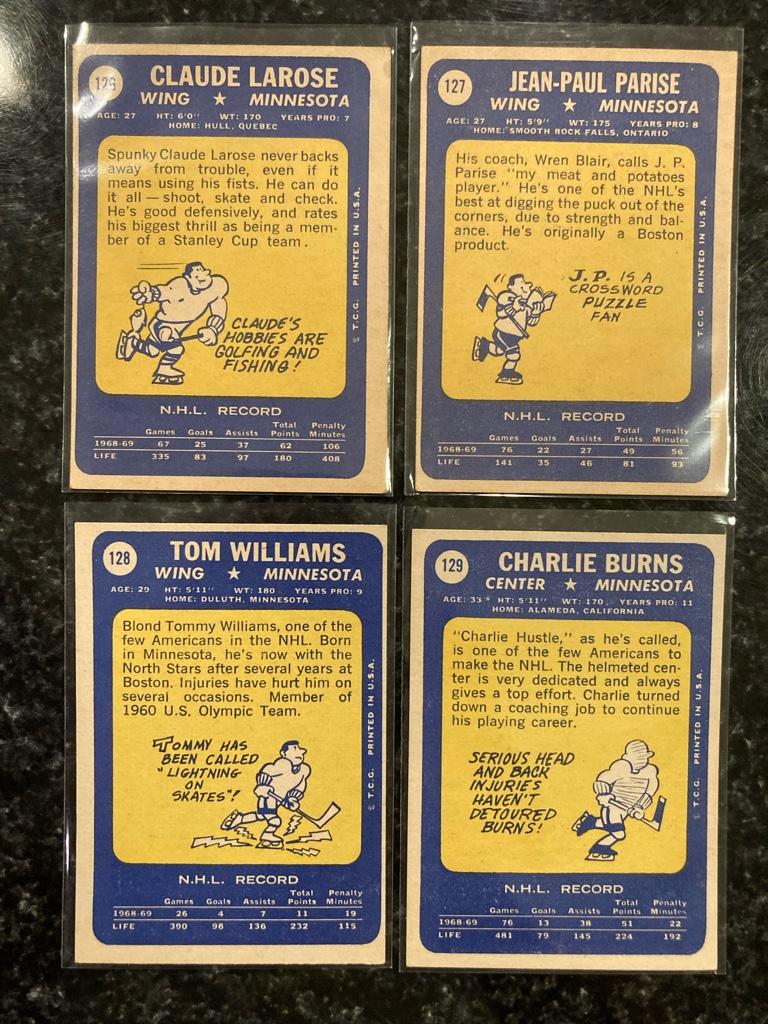 126
CLAUDE LAROSE
WING ★ MINNESOTA
AGE: 27 HT: 6'0" WT: 170 YEARS PRO: 7
HOME: HULL, QUEBEC
Spunky Claude Larose never backs
away from trouble, even if it
means using his fists. He can do
it all — shoot, skate and check.
He's good defensively, and rates
his biggest thrill as being a mem-
ber of a Stanley Cup team.
CLAUDE'S
HOBBIES ARE
GOLFING AND
FISHING!
© T.C.G. PRINTED IN U.S.A.
N.H.L. RECORD
Games Goals Assists Total Points Penalty Minutes
1968-69 67 25 37 62 106
LIFE 335 83 97 180 408
127
JEAN-PAUL PARISE
WING ★ MINNESOTA
AGE: 27 HT: 5'9" WT: 175 YEARS PRO: 8
HOME: SMOOTH ROCK FALLS, ONTARIO
His coach, Wren Blair, calls J. P.
Parise "my meat and potatoes
player." He's one of the NHL's
best at digging the puck out of the
corners, due to strength and bal-
ance. He's originally a Boston
product.
J.P. IS A
CROSSWORD
PUZZLE
FAN
© T.C.G. PRINTED IN U.S.A.
N.H.L. RECORD
Games Goals Assists Total Points Penalty Minutes
1968-69 76 22 27 49 56
LIFE 141 35 46 81 93
128
TOM WILLIAMS
WING ★ MINNESOTA
AGE: 29 HT: 5'11" WT: 180 YEARS PRO: 9
HOME: DULUTH, MINNESOTA
Blond Tommy Williams, one of the
few Americans in the NHL. Born
in Minnesota, he's now with the
North Stars after several years at
Boston. Injuries have hurt him on
several occasions. Member of
1960 U.S. Olympic Team.
TOMMY HAS
BEEN CALLED
"LIGHTNING
ON
SKATES"!
© T.C.G. PRINTED IN U.S.A.
N.H.L. RECORD
Games Goals Assists Total Points Penalty Minutes
1968-69 26 4 7 11 19
LIFE 390 96 136 232 115
129
CHARLIE BURNS
CENTER ★ MINNESOTA
AGE: 33 HT: 5'11" WT: 170 YEARS PRO: 11
HOME: ALAMEDA, CALIFORNIA
"Charlie Hustle," as he's called,
is one of the few Americans to
make the NHL. The helmeted cen-
ter is very dedicated and always
gives a top effort. Charlie turned
down a coaching job to continue
his playing career.
SERIOUS HEAD
AND BACK
INJURIES
HAVEN'T
DETOURED
BURNS!
© T.C.G. PRINTED IN U.S.A.
N.H.L. RECORD
Games Goals Assists Total Points Penalty Minutes
1968-69 76 13 38 51 22
LIFE 481 79 145 224 192